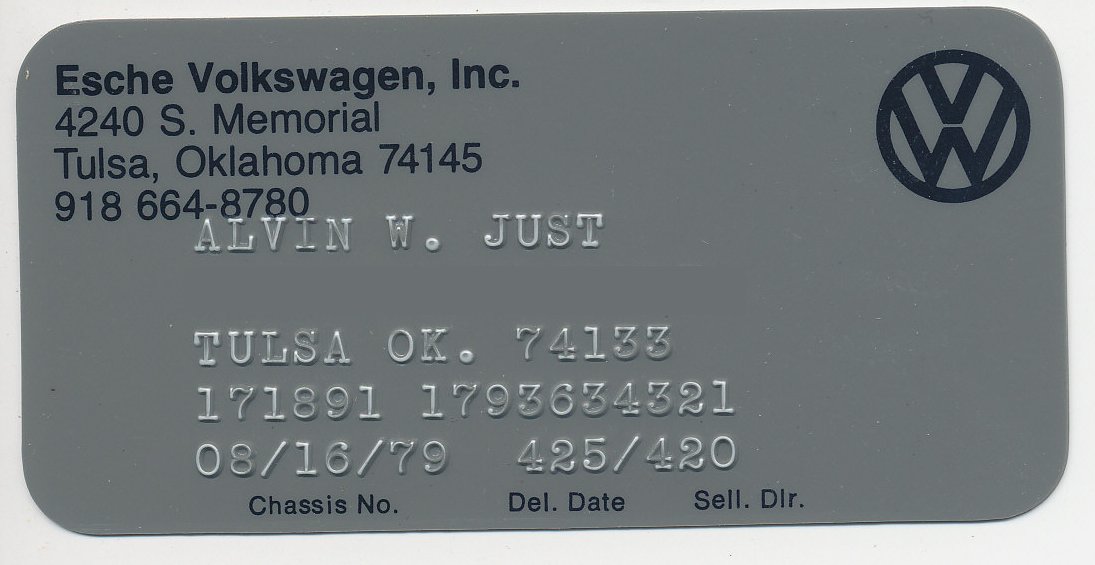 Esche Volkswagen, Inc.
4240 S. Memorial
Tulsa, Oklahoma 74145
918 664-8780
ALVIN W. JUST
TULSA OK. 74133
171891 1793634321
08/16/79 425/420
Chassis No. Del. Date Sell. Dlr.